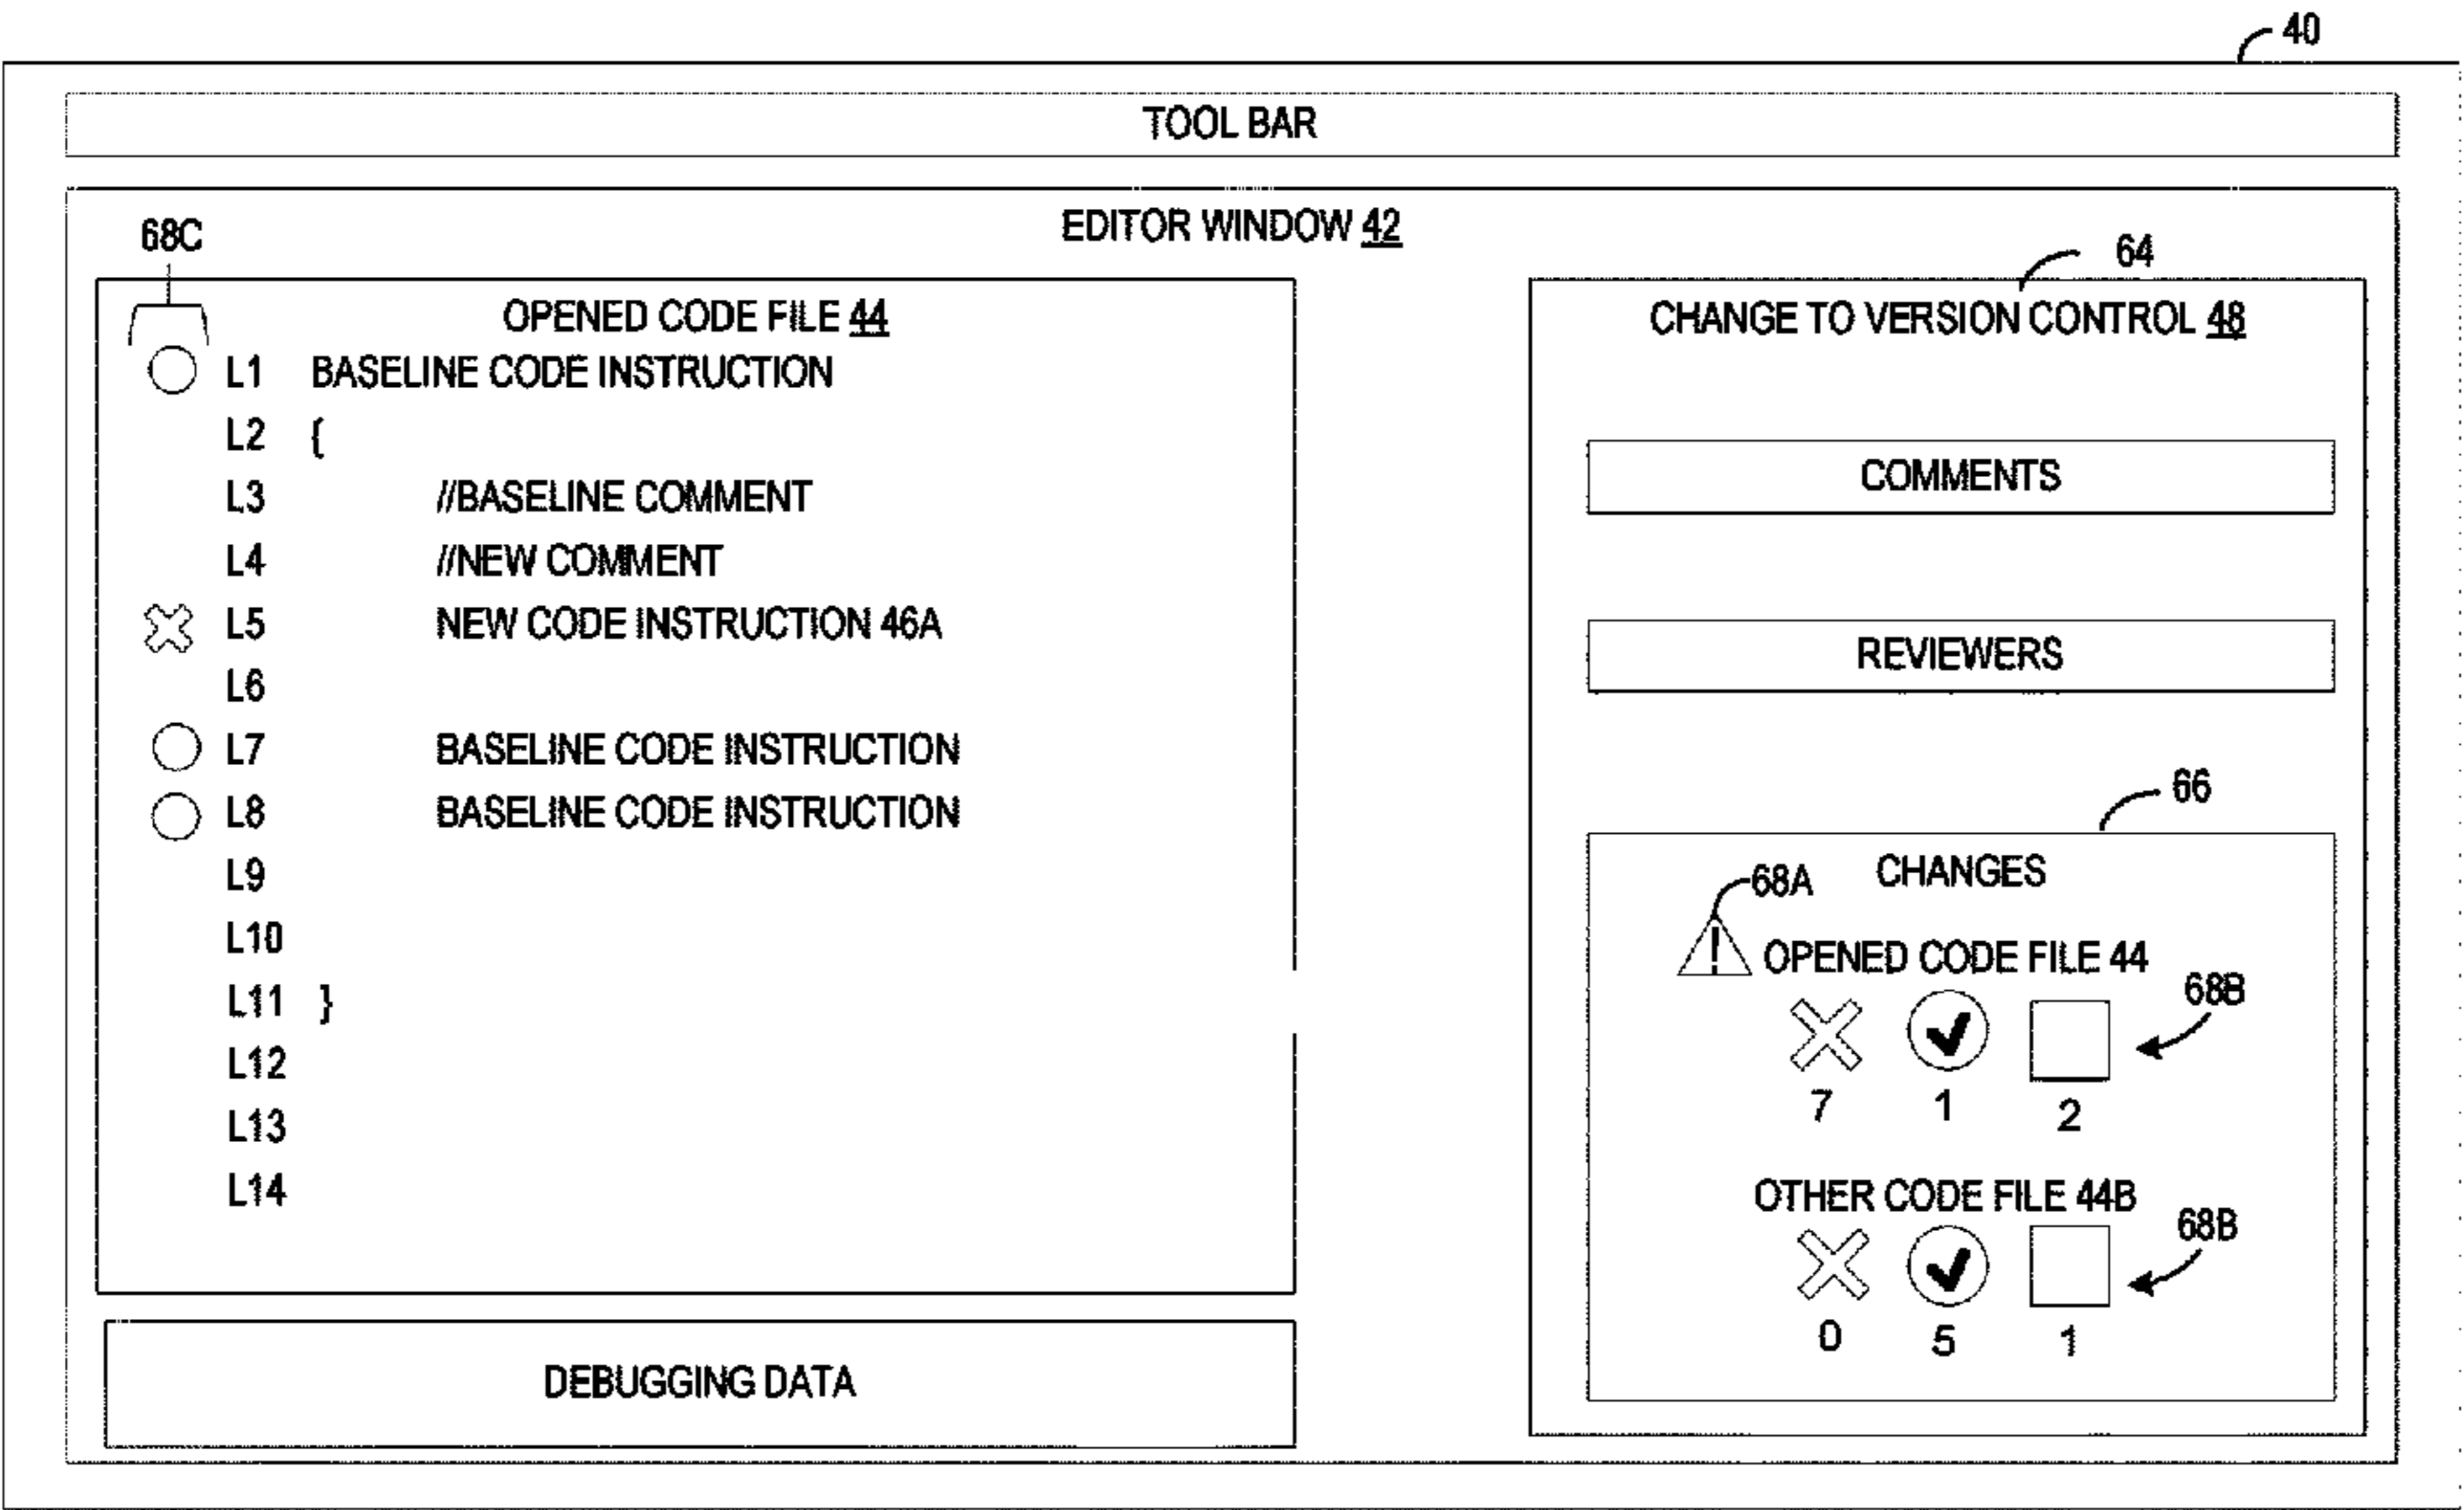 40
TOOL BAR
EDITOR WINDOW 42
68C
OPENED CODE FILE 44
L1 BASELINE CODE INSTRUCTION
L2 {
L3 //BASELINE COMMENT
L4 //NEW COMMENT
L5 NEW CODE INSTRUCTION 46A
L6
L7 BASELINE CODE INSTRUCTION
L8 BASELINE CODE INSTRUCTION
L9
L10
L11 }
L12
L13
L14
DEBUGGING DATA
64
CHANGE TO VERSION CONTROL 48
COMMENTS
REVIEWERS
66
CHANGES
68A
OPENED CODE FILE 44
68B
7 1 2
OTHER CODE FILE 44B
68B
0 5 1